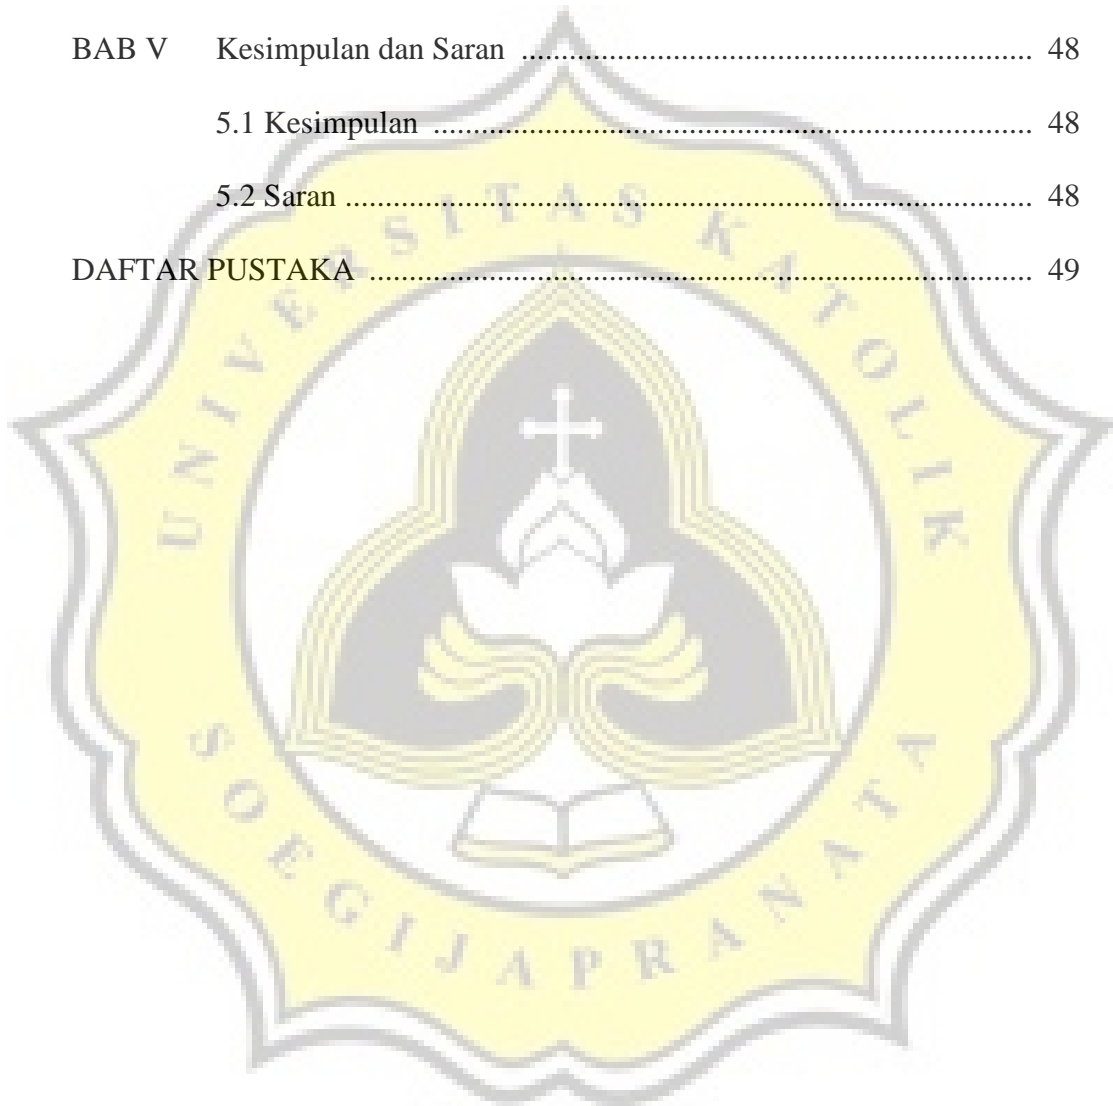 BAB V Kesimpulan dan Saran ................................................................ 48
5.1 Kesimpulan ........................................................................... 48
5.2 Saran ...................................................................................... 48
DAFTAR PUSTAKA ................................................................................... 49
UNIVERSITAS KATOLIK
SOEGIJAPRANATA